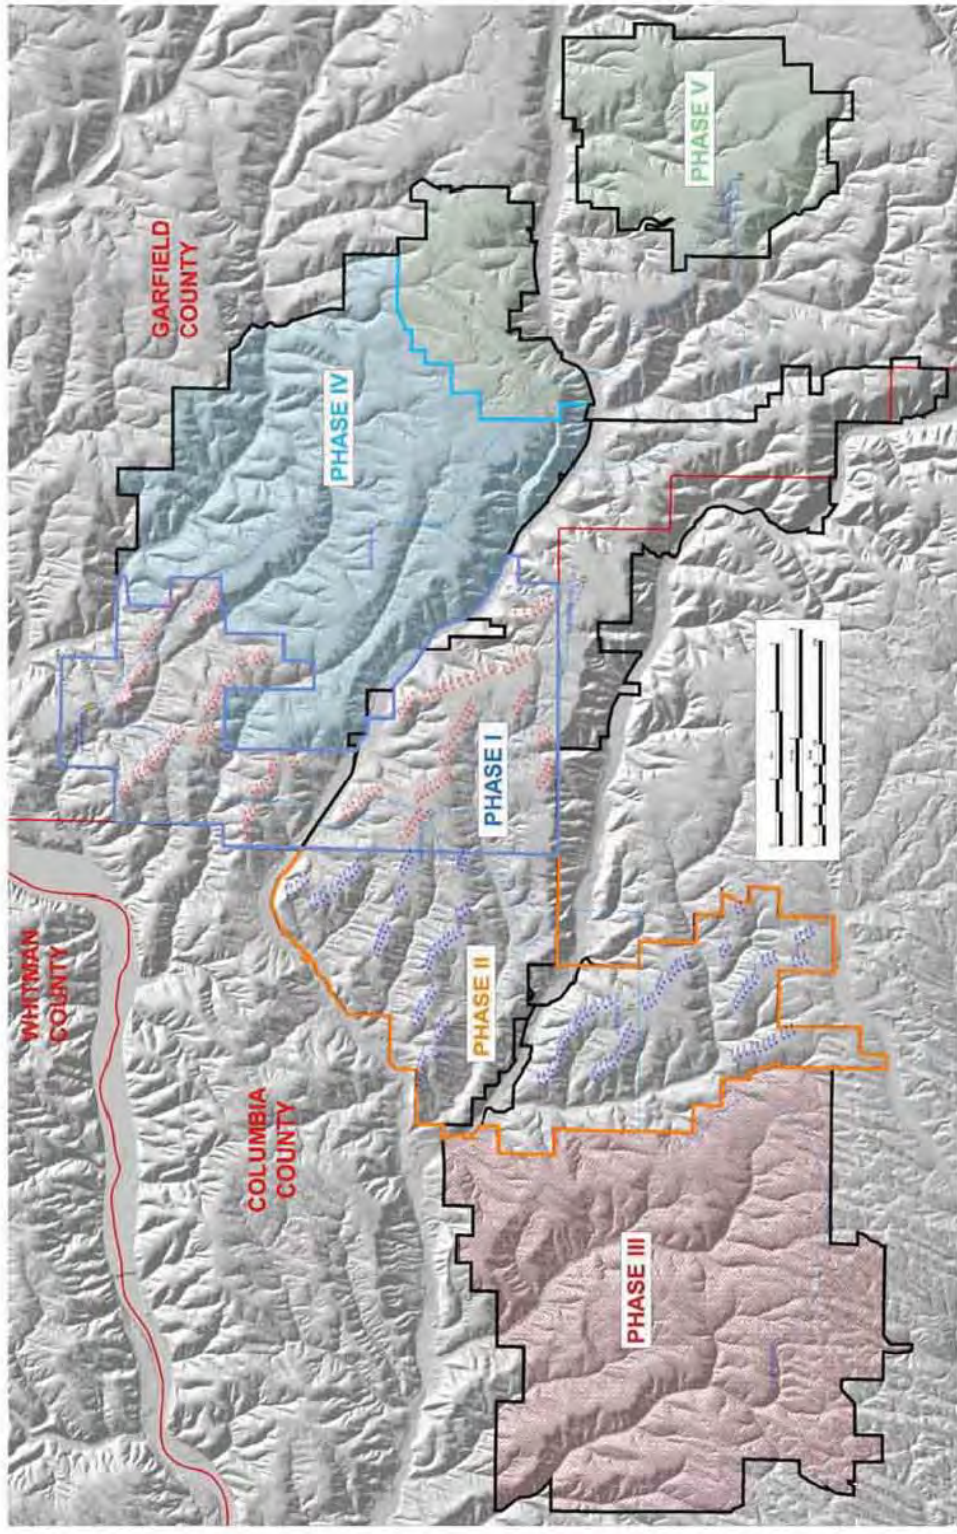 WHITMAN
COUNTY
GARFIELD
COUNTY
COLUMBIA
COUNTY
PHASE IV
PHASE V
PHASE I
PHASE II
PHASE III